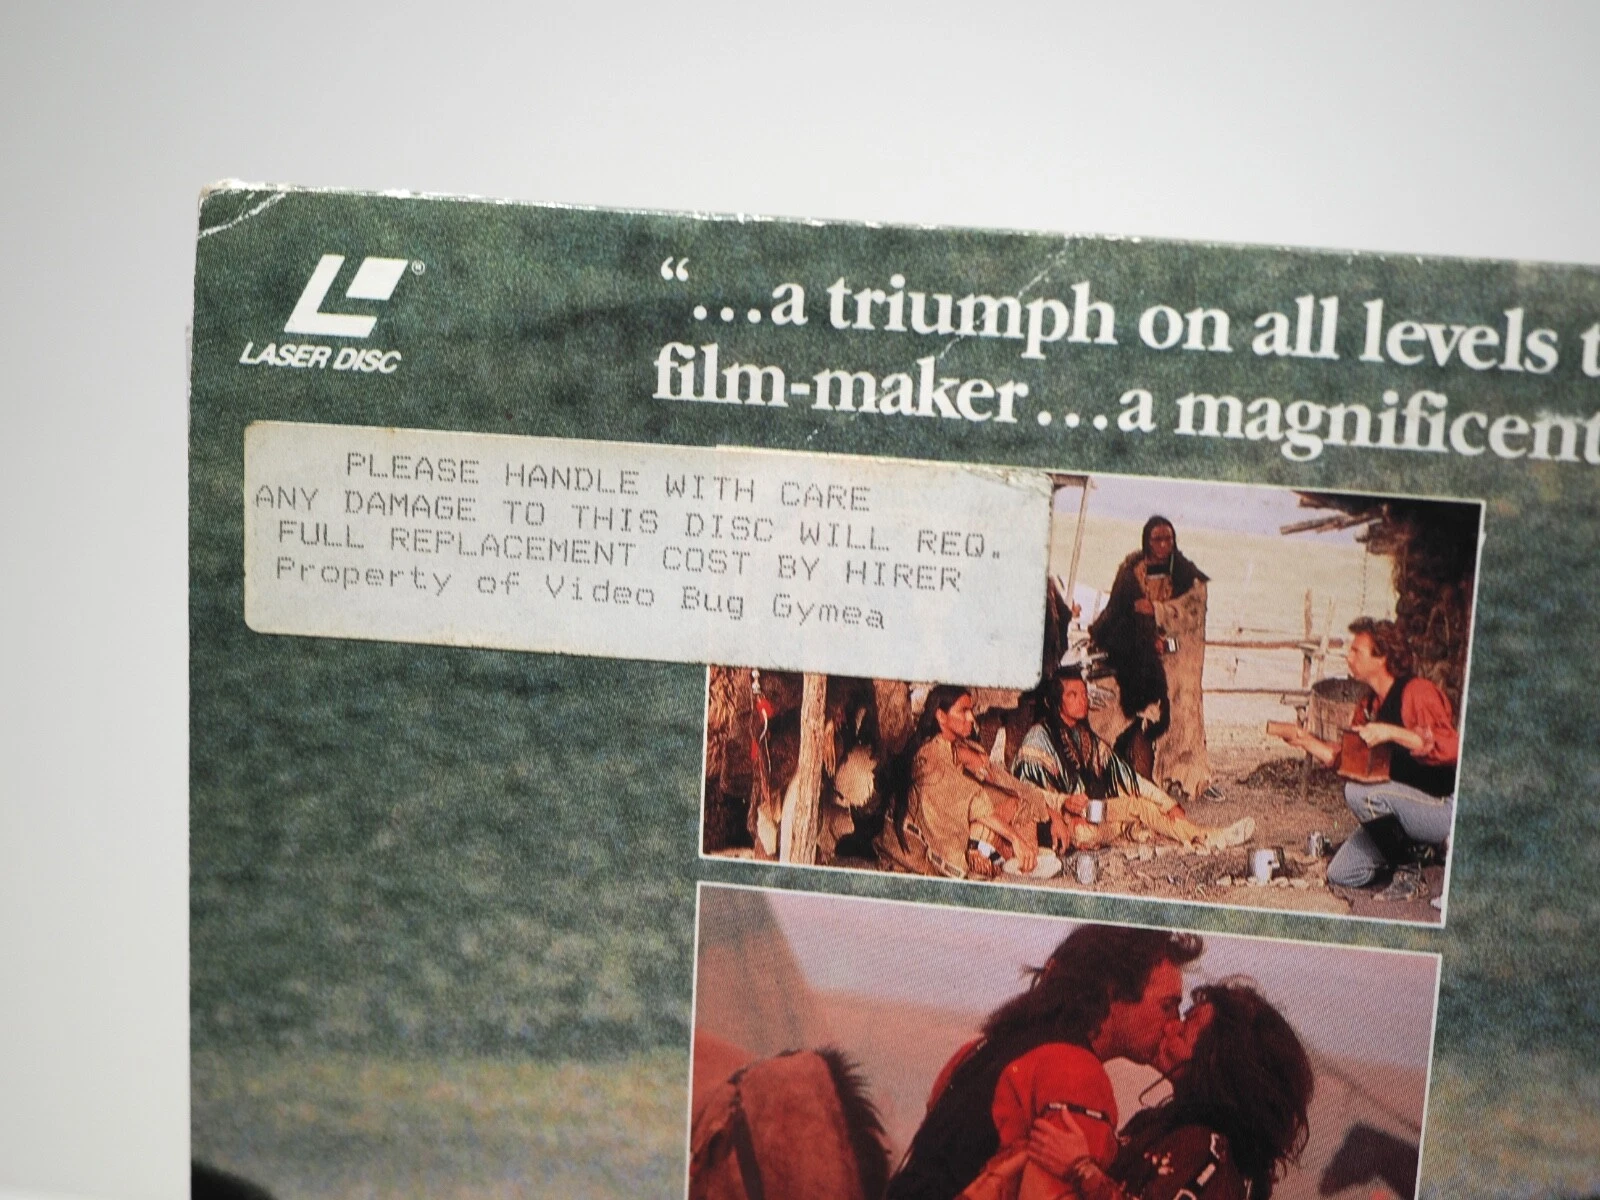 LASER DISC
“...a triumph on all levels
film-maker...a magnificent
PLEASE HANDLE WITH CARE
ANY DAMAGE TO THIS DISC WILL REQ.
FULL REPLACEMENT COST BY HIRER
Property of Video Bug Gymea